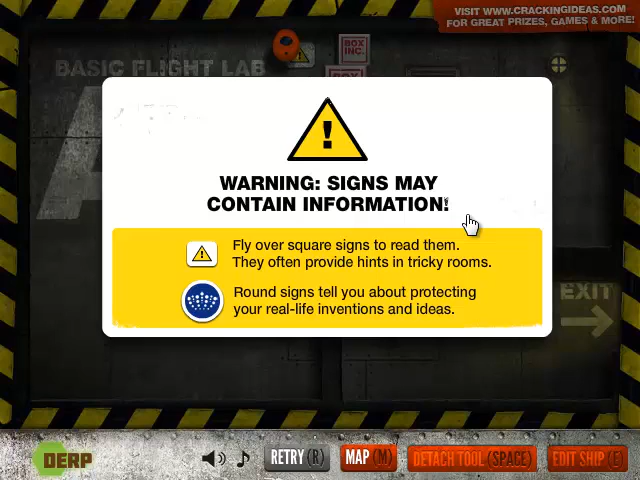 VISIT WWW.CRACKINGIDEAS.COM
FOR GREAT PRIZES, GAMES & MORE!
BOX
INC.
BASIC FLIGHT LAB
BOX
!
WARNING: SIGNS MAY
CONTAIN INFORMATION!
Fly over square signs to read them.
They often provide hints in tricky rooms.
Round signs tell you about protecting
your real-life inventions and ideas.
EXIT
DERP
RETRY (R)
MAP (M)
DETACH TOOL (SPACE)
EDIT SHIP (E)